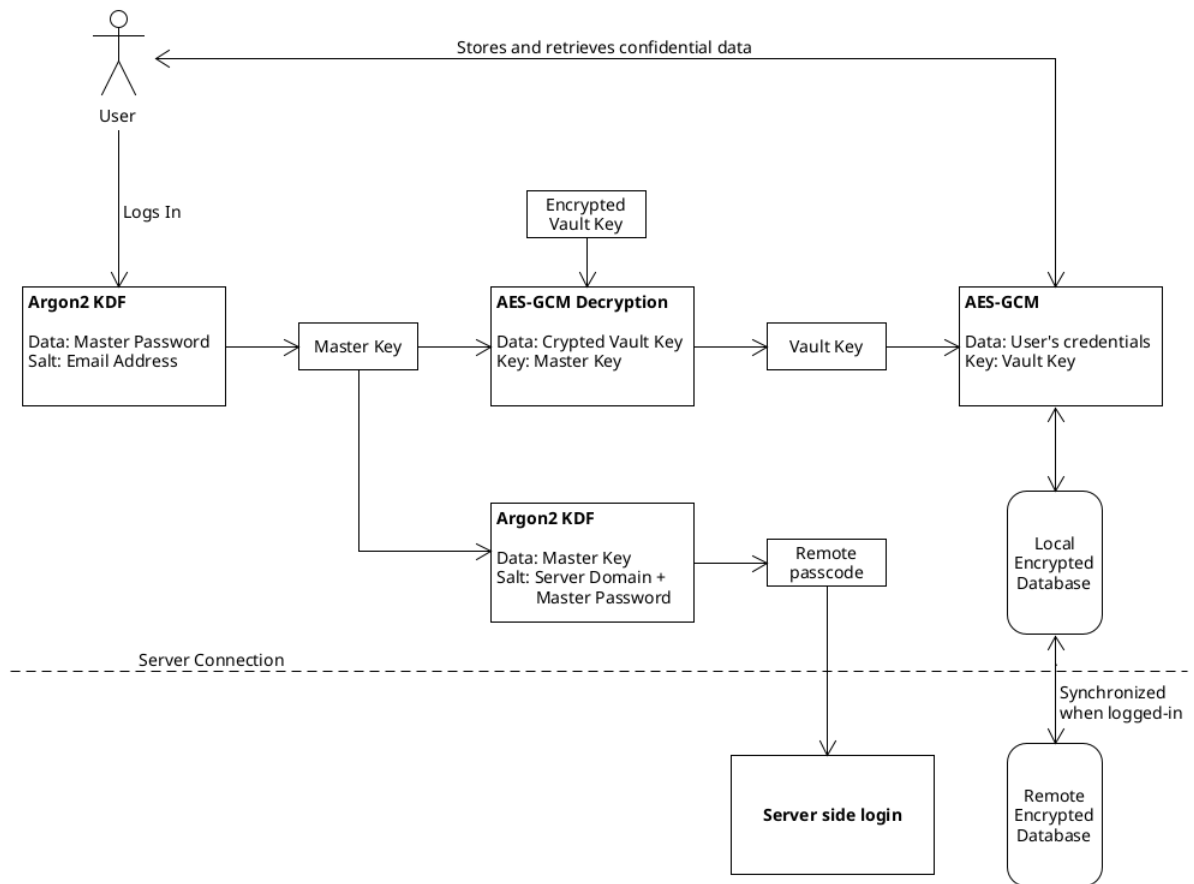 Stores and retrieves confidential data
User
Logs In
Encrypted
Vault Key
Argon2 KDF
Data: Master Password
Salt: Email Address
Master Key
AES-GCM Decryption
Data: Crypted Vault Key
Key: Master Key
Vault Key
AES-GCM
Data: User's credentials
Key: Vault Key
Argon2 KDF
Data: Master Key
Salt: Server Domain +
Master Password
Remote
passcode
Local
Encrypted
Database
Server Connection
Synchronized
when logged-in
Server side login
Remote
Encrypted
Database